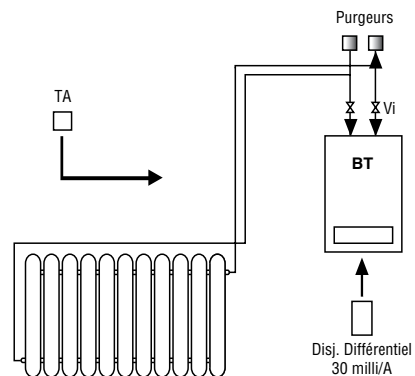 Purgeurs
TA
Vi
BT
Disj. Différentiel
30 milli/A